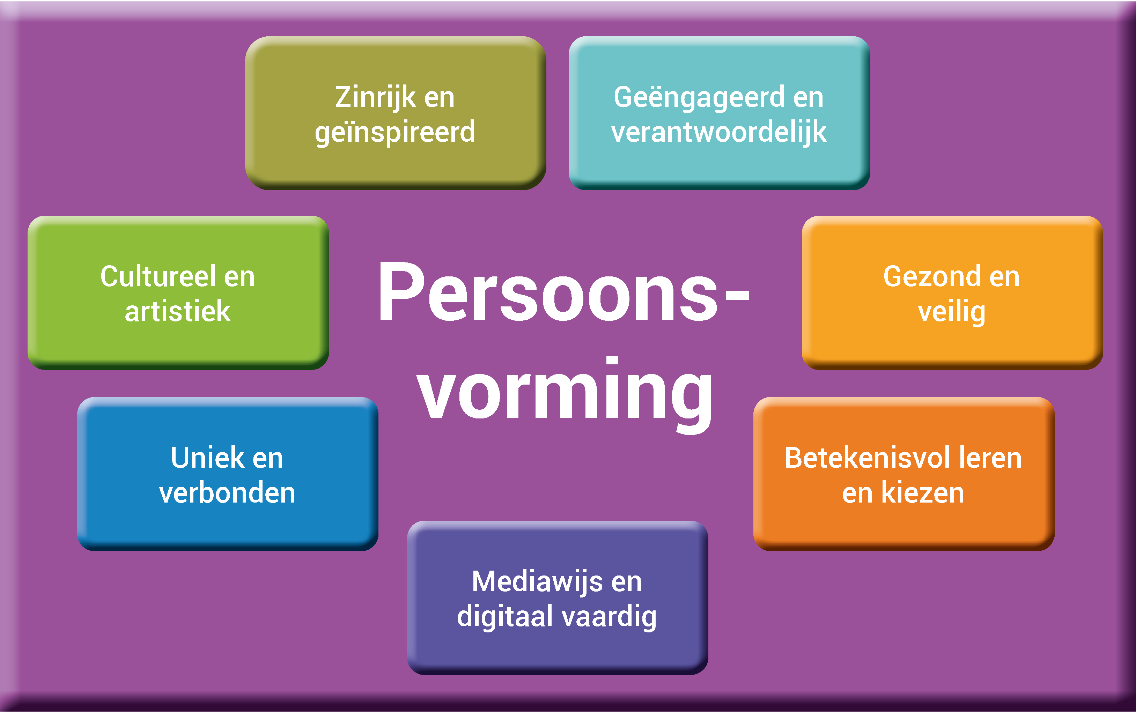 Zinrijk en
geïnspireerd
Geëngageerd en
verantwoordelijk
Cultureel en
artistiek
Persoons-
vorming
Gezond en
veilig
Uniek en
verbonden
Betekenisvol leren
en kiezen
Mediawijs en
digitaal vaardig